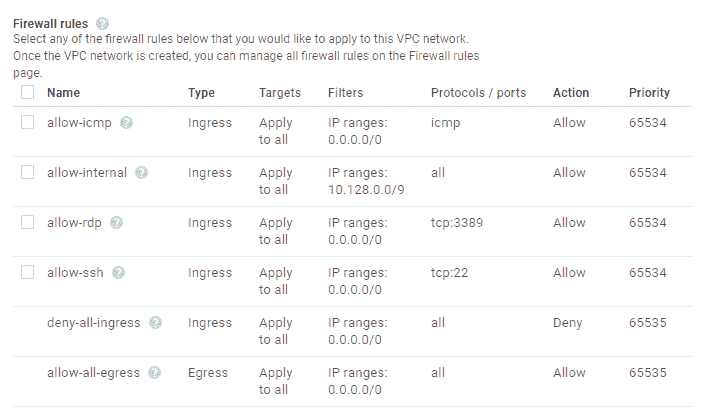 Firewall rules
Select any of the firewall rules below that you would like to apply to this VPC network.
Once the VPC network is created, you can manage all firewall rules on the Firewall rules
page.
Name Type Targets Filters Protocols / ports Action Priority
allow-icmp Ingress Apply to all IP ranges: 0.0.0.0/0 icmp Allow 65534
allow-internal Ingress Apply to all IP ranges: 10.128.0.0/9 all Allow 65534
allow-rdp Ingress Apply to all IP ranges: 0.0.0.0/0 tcp:3389 Allow 65534
allow-ssh Ingress Apply to all IP ranges: 0.0.0.0/0 tcp:22 Allow 65534
deny-all-ingress Ingress Apply to all IP ranges: 0.0.0.0/0 all Deny 65535
allow-all-egress Egress Apply to all IP ranges: 0.0.0.0/0 all Allow 65535